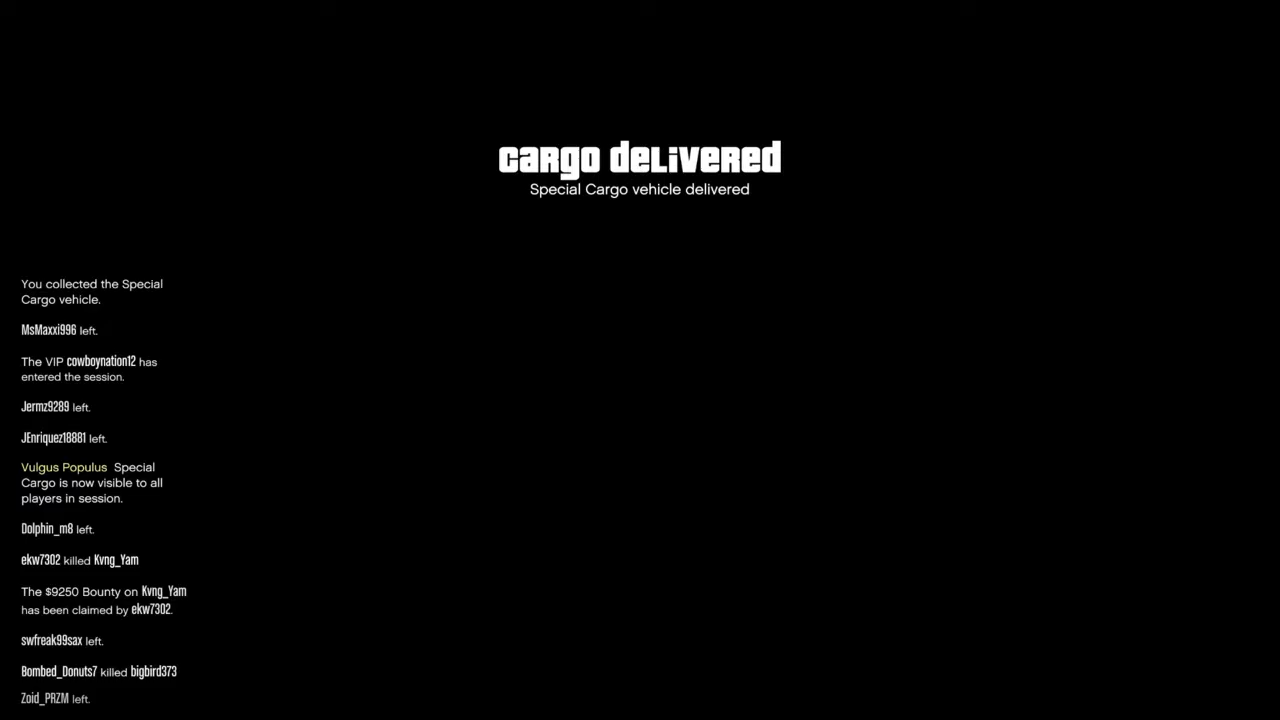 cargo delivered
Special Cargo vehicle delivered
You collected the Special
Cargo vehicle.
MsMaxxi996 left.
The VIP cowboynation12 has
entered the session.
Jermz9289 left.
JEnriquez18881 left.
Vulgus Populus Special
Cargo is now visible to all
players in session.
Dolphin_m8 left.
ekw7302 killed Kvng_Yam
The $9250 Bounty on Kvng_Yam
has been claimed by ekw7302.
swfreak99sax left.
Bombed_Donuts7 killed bigbird373
Zoid_PRZM left.